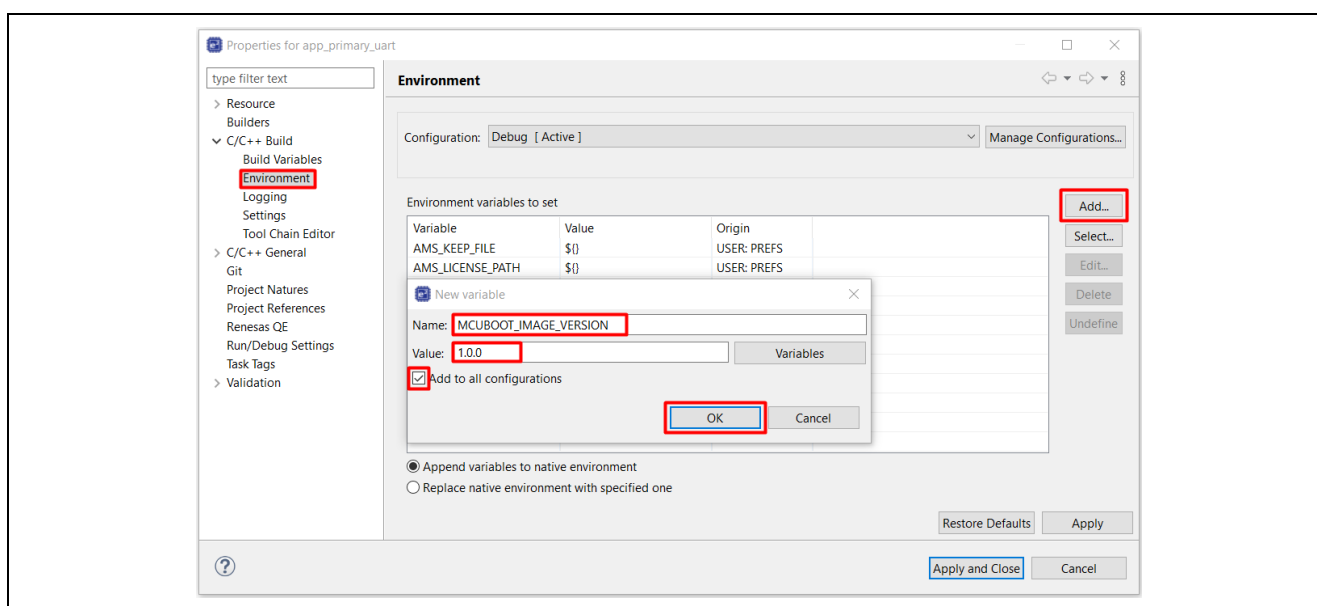 Properties for app_primary_uart
type filter text
Environment
Resource
Builders
C/C++ Build
Build Variables
Environment
Logging
Settings
Tool Chain Editor
C/C++ General
Git
Project Natures
Project References
Renesas QE
Run/Debug Settings
Task Tags
Validation
Configuration: Debug [ Active ] Manage Configurations...
Environment variables to set
Add...
Select...
Edit...
Delete
Undefine
Variable Value Origin
AMS_KEEP_FILE ${} USER: PREFS
AMS_LICENSE_PATH ${} USER: PREFS
New variable
Name: MCUBOOT_IMAGE_VERSION
Value: 1.0.0 Variables
Add to all configurations
OK Cancel
Append variables to native environment
Replace native environment with specified one
Restore Defaults Apply
? Apply and Close Cancel